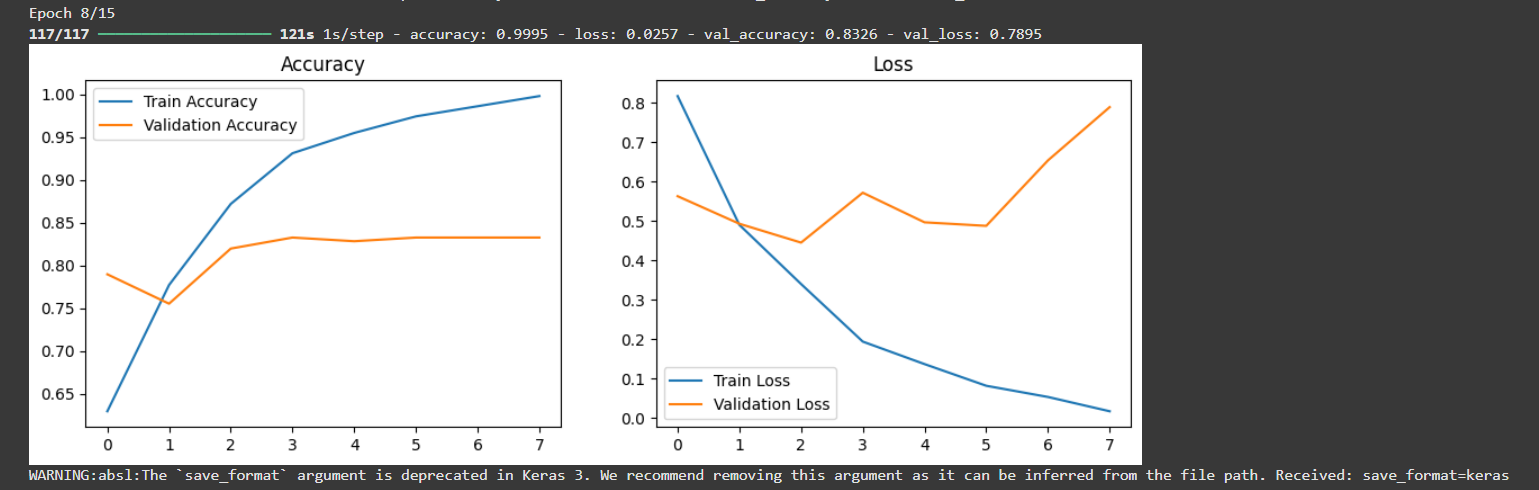 Epoch 8/15
117/117 ━━━━━━━━━━━━━━━━━━━━ 121s 1s/step - accuracy: 0.9995 - loss: 0.0257 - val_accuracy: 0.8326 - val_loss: 0.7895
Accuracy
Train Accuracy
Validation Accuracy
1.00
0.95
0.90
0.85
0.80
0.75
0.70
0.65
0 1 2 3 4 5 6 7
Loss
0.8
0.7
0.6
0.5
0.4
0.3
0.2
0.1
0.0
Train Loss
Validation Loss
0 1 2 3 4 5 6 7
WARNING:absl:The `save_format` argument is deprecated in Keras 3. We recommend removing this argument as it can be inferred from the file path. Received: save_format=keras